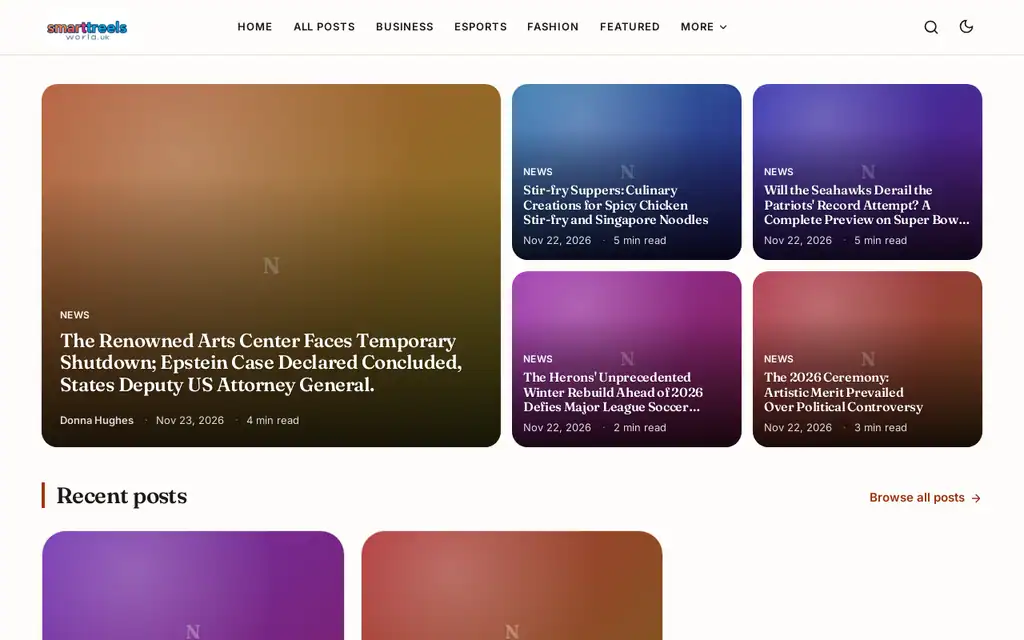 smarttreels
world.uk
HOME
ALL POSTS
BUSINESS
ESPORTS
FASHION
FEATURED
MORE
N
NEWS
The Renowned Arts Center Faces Temporary
Shutdown; Epstein Case Declared Concluded,
States Deputy US Attorney General.
Donna Hughes · Nov 23, 2026 · 4 min read
N
NEWS
Stir-fry Suppers: Culinary
Creations for Spicy Chicken
Stir-fry and Singapore Noodles
Nov 22, 2026 · 5 min read
N
NEWS
Will the Seahawks Derail the
Patriots' Record Attempt? A
Complete Preview on Super Bow...
Nov 22, 2026 · 5 min read
N
NEWS
The Herons' Unprecedented
Winter Rebuild Ahead of 2026
Defies Major League Soccer...
Nov 22, 2026 · 2 min read
N
NEWS
The 2026 Ceremony:
Artistic Merit Prevailed
Over Political Controversy
Nov 22, 2026 · 3 min read
Recent posts
Browse all posts →
N
N